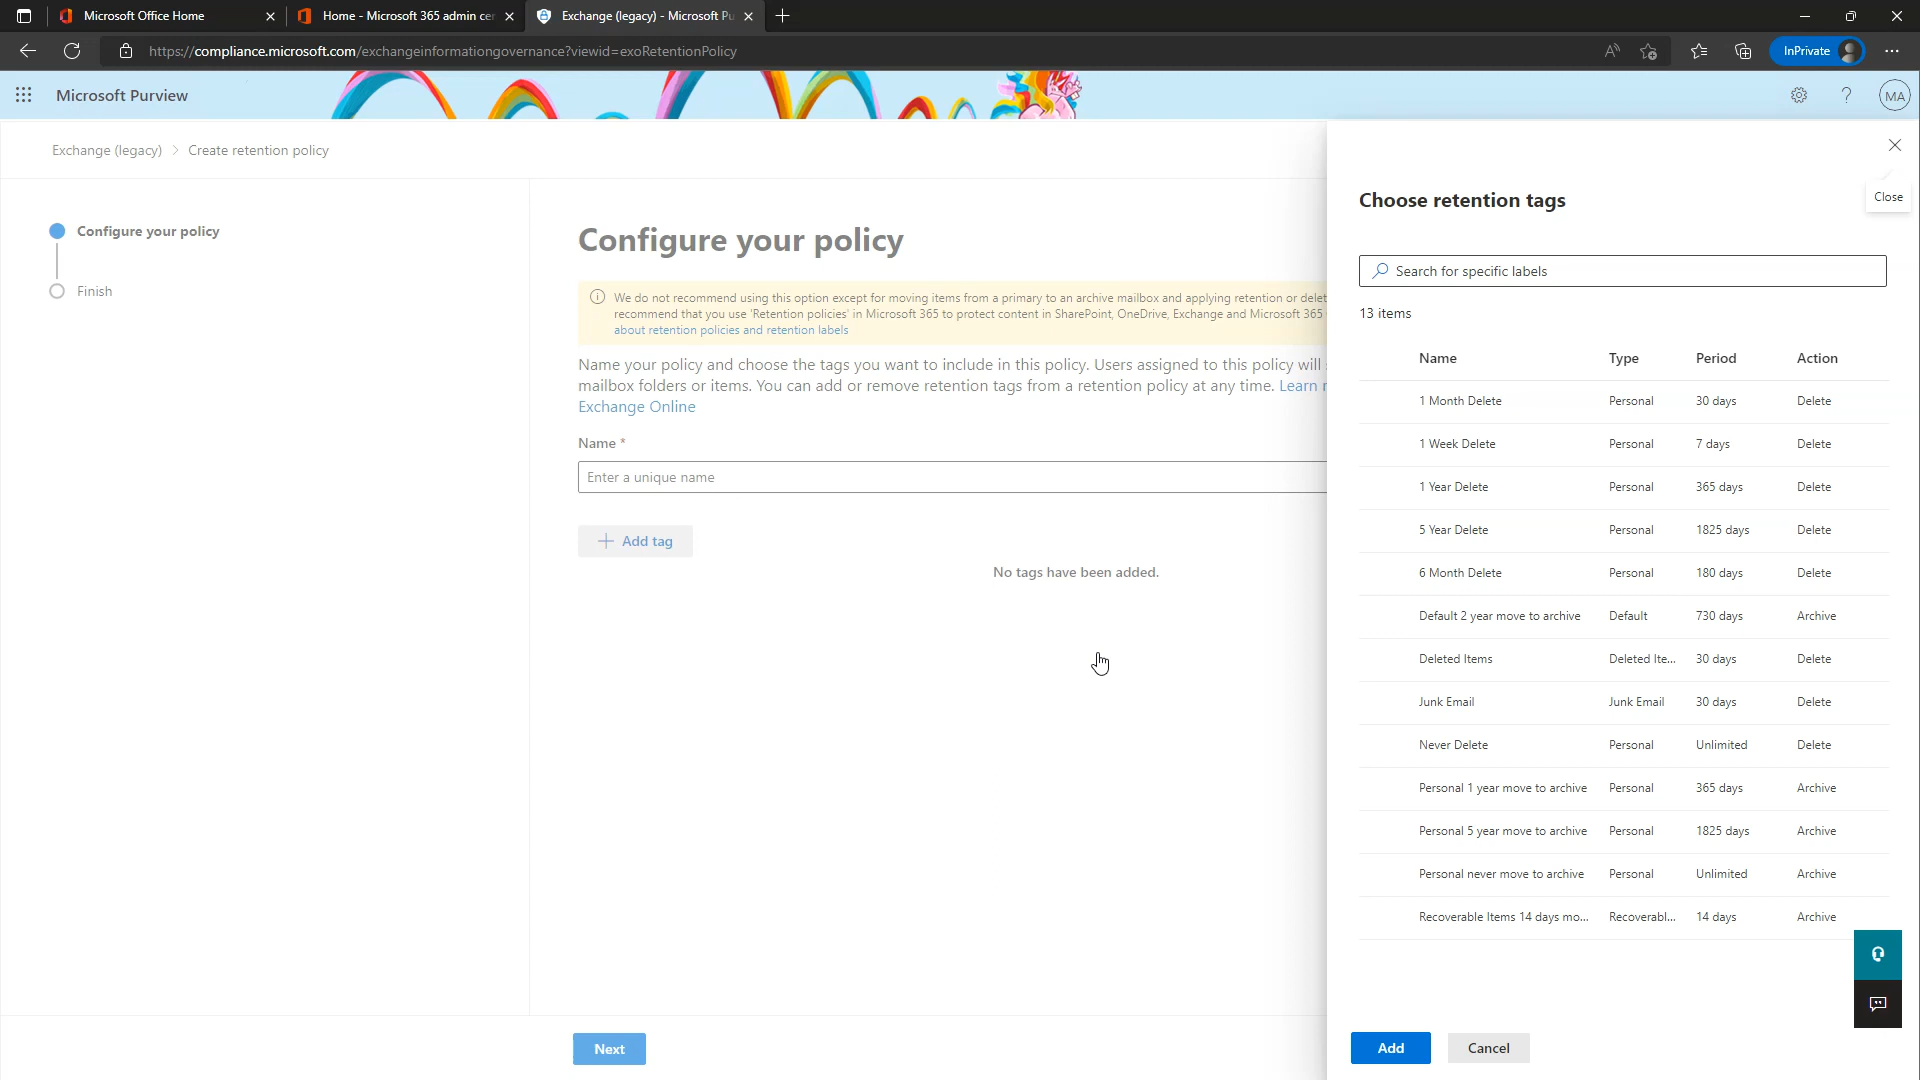 Microsoft Office Home
Home - Microsoft 365 admin cen
Exchange (legacy) - Microsoft Pu
https://compliance.microsoft.com/exchangeinformationgovernance?viewid=exoRetentionPolicy
InPrivate
Microsoft Purview
MA
Exchange (legacy) > Create retention policy
Configure your policy
Finish
Configure your policy
We do not recommend using this option except for moving items from a primary to an archive mailbox and applying retention or delet
recommend that you use 'Retention policies' in Microsoft 365 to protect content in SharePoint, OneDrive, Exchange and Microsoft 365
about retention policies and retention labels
Name your policy and choose the tags you want to include in this policy. Users assigned to this policy will
mailbox folders or items. You can add or remove retention tags from a retention policy at any time. Learn
Exchange Online
Name *
Enter a unique name
Add tag
No tags have been added.
Next
Close
Choose retention tags
Search for specific labels
13 items
Name Type Period Action
1 Month Delete Personal 30 days Delete
1 Week Delete Personal 7 days Delete
1 Year Delete Personal 365 days Delete
5 Year Delete Personal 1825 days Delete
6 Month Delete Personal 180 days Delete
Default 2 year move to archive Default 730 days Archive
Deleted Items Deleted Ite... 30 days Delete
Junk Email Junk Email 30 days Delete
Never Delete Personal Unlimited Delete
Personal 1 year move to archive Personal 365 days Archive
Personal 5 year move to archive Personal 1825 days Archive
Personal never move to archive Personal Unlimited Archive
Recoverable Items 14 days mo... Recoverabl... 14 days Archive
Add Cancel